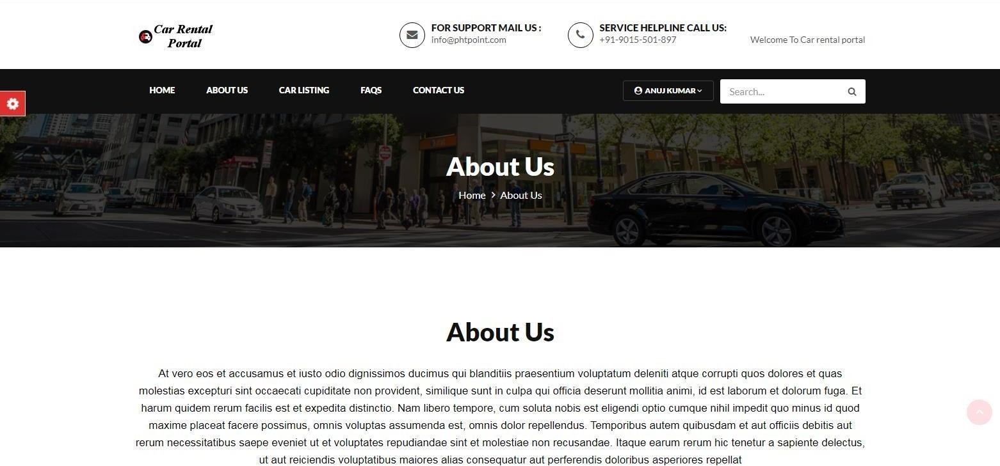 Car Rental
Portal
FOR SUPPORT MAIL US :
info@phtpoint.com
SERVICE HELPLINE CALL US:
+91-9015-501-897
Welcome To Car rental portal
HOME
ABOUT US
CAR LISTING
FAQS
CONTACT US
ANUJ KUMAR
Search...
About Us
Home > About Us
About Us
At vero eos et accusamus et iusto odio dignissimos ducimus qui blanditiis praesentium voluptatum deleniti atque corrupti quos dolores et quas
molestias excepturi sint occaecati cupiditate non provident, similique sunt in culpa qui officia deserunt mollitia animi, id est laborum et dolorum fuga. Et
harum quidem rerum facilis est et expedita distinctio. Nam libero tempore, cum soluta nobis est eligendi optio cumque nihil impedit quo minus id quod
maxime placeat facere possimus, omnis voluptas assumenda est, omnis dolor repellendus. Temporibus autem quibusdam et aut officiis debitis aut
rerum necessitatibus saepe eveniet ut et voluptates repudiandae sint et molestiae non recusandae. Itaque earum rerum hic tenetur a sapiente delectus,
ut aut reiciendis voluptatibus maiores alias consequatur aut perferendis doloribus asperiores repellat